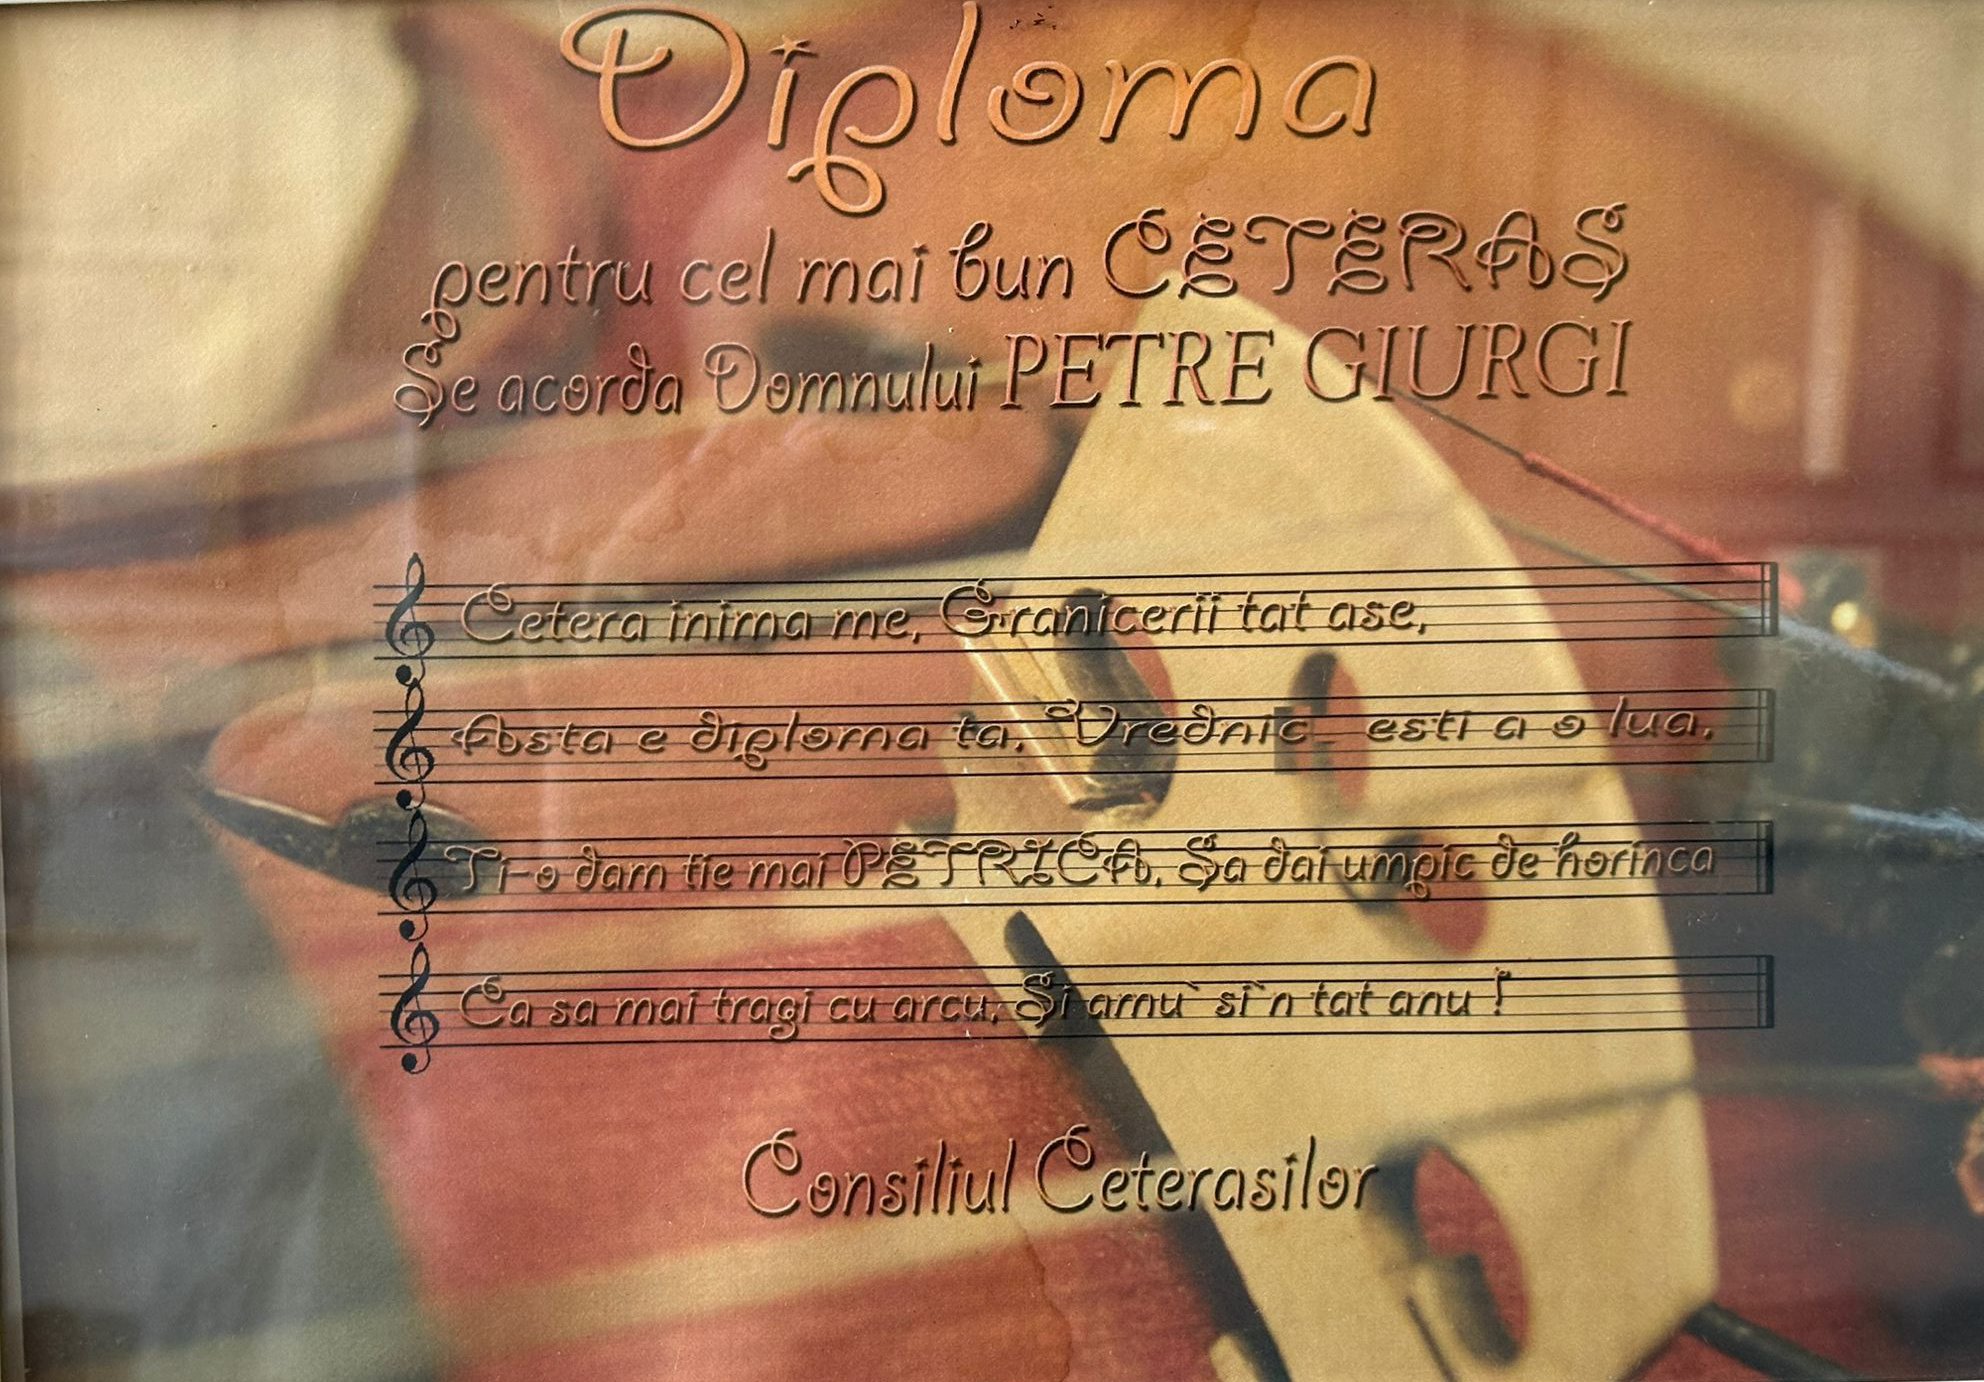 Diploma
pentru cel mai bun CETERAS
Se acorda Domnului PETRE GIURGI
Cetera inima me, Granicerii tat ase,
Asta e diploma ta, Vrednic esti a o lua,
Ti-o dam tie mai PETRICA, Sa dai umpic de horinca
Ca sa mai tragi cu arcu, Si amu` si`n tat anu !
Consiliul Ceterasilor